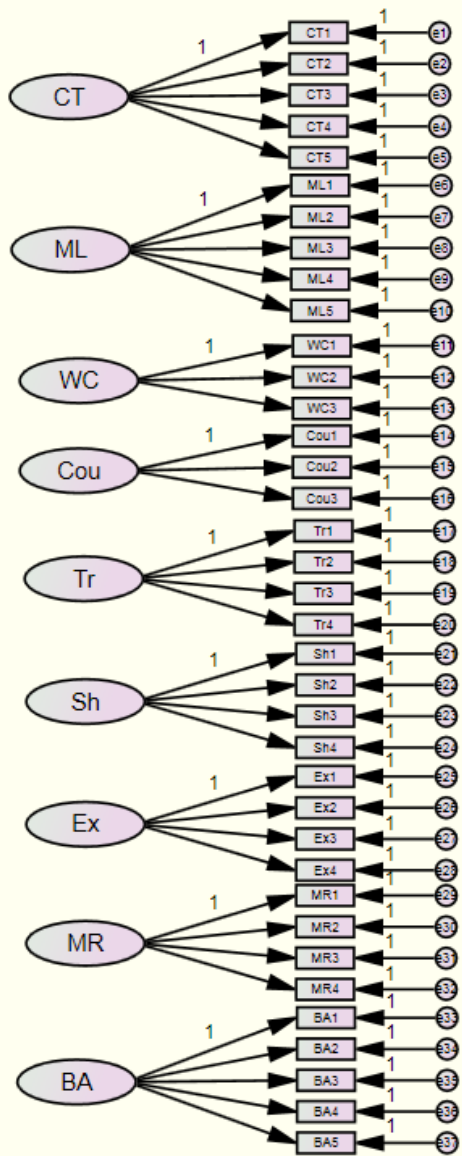 1 CT1 1 e1
CT2 1 e2
CT CT3 1 e3
CT4 1 e4
CT5 1 e5
1 ML1 1 e6
ML2 1 e7
ML ML3 1 e8
ML4 1 e9
ML5 1 e10
1 WC1 1 e11
WC WC2 1 e12
WC3 1 e13
1 Cou1 1 e14
Cou Cou2 1 e15
Cou3 1 e16
1 Tr1 1 e17
Tr2 1 e18
Tr Tr3 1 e19
Tr4 1 e20
1 Sh1 1 e21
Sh2 1 e22
Sh Sh3 1 e23
Sh4 1 e24
1 Ex1 1 e25
Ex2 1 e26
Ex Ex3 1 e27
Ex4 1 e28
1 MR1 1 e29
MR2 1 e30
MR MR3 1 e31
MR4 1 e32
1 BA1 1 e33
BA2 1 e34
BA BA3 1 e35
BA4 1 e36
BA5 1 e37